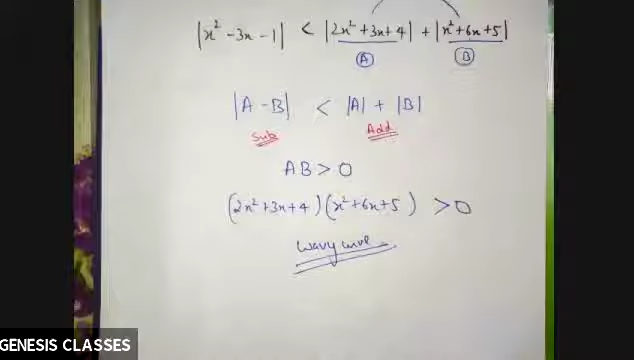 |x² - 3x - 1| < |2x² + 3x + 4| + |x² + 6x + 5|
A B
|A - B| < |A| + |B|
Sub Add
AB > 0
(2x² + 3x + 4)(x² + 6x + 5) > 0
wavy curve
GENESIS CLASSES